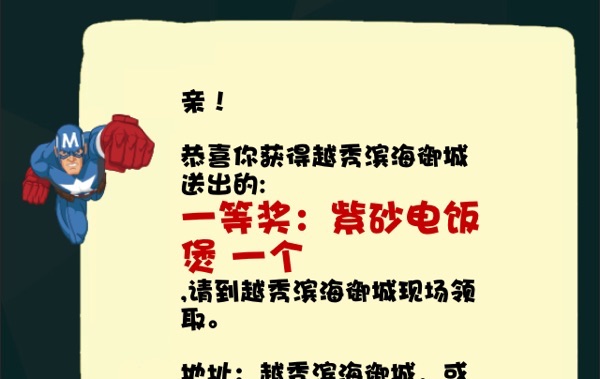 M
亲！
恭喜你获得越秀滨海御城
送出的:
一等奖：紫砂电饭
煲 一个
,请到越秀滨海御城现场领
取。
地址：越秀滨海御城，或